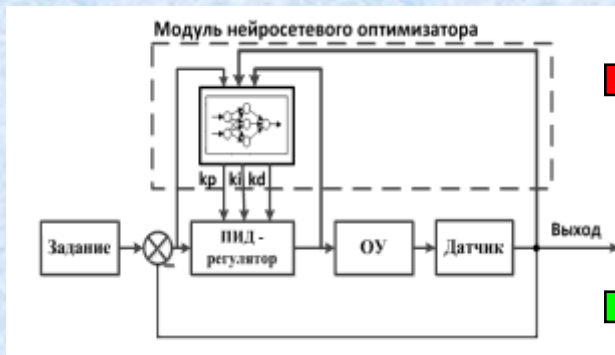 Модуль нейросетевого оптимизатора
kp ki kd
Задание
ПИД -
регулятор
ОУ
Датчик
Выход